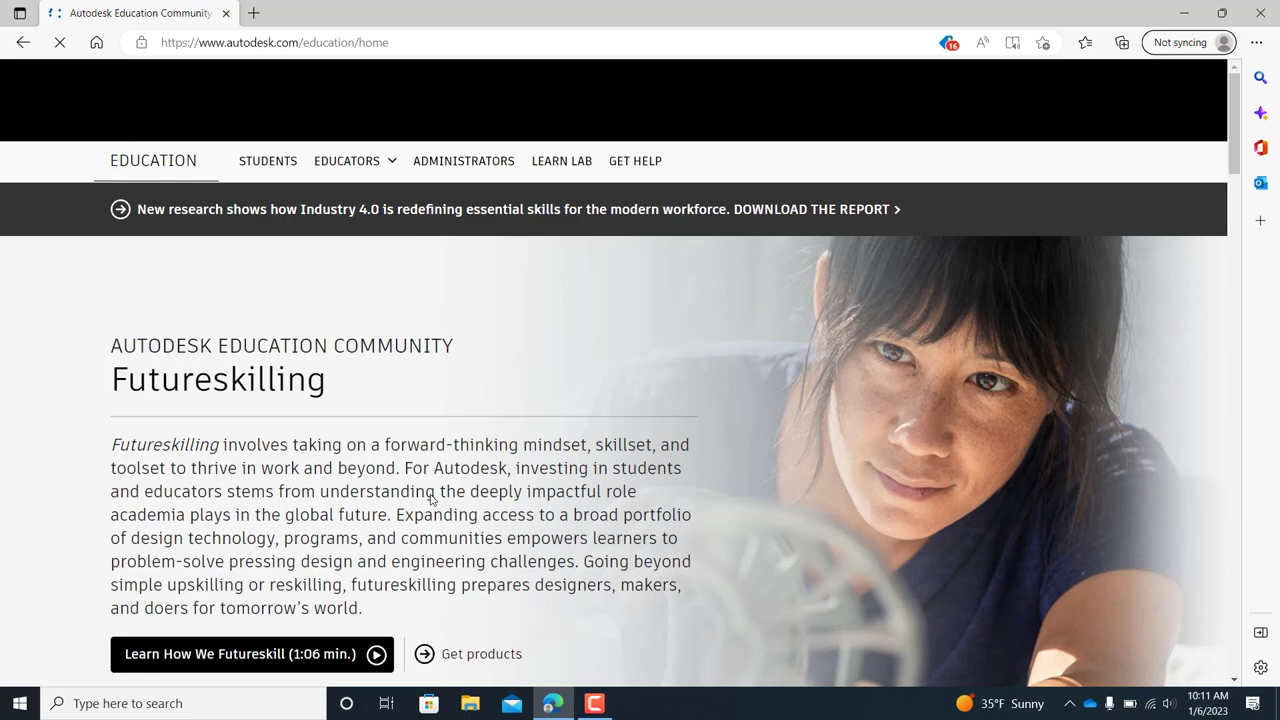 Autodesk Education Community
https://www.autodesk.com/education/home
16
Not syncing
EDUCATION
STUDENTS
EDUCATORS
ADMINISTRATORS
LEARN LAB
GET HELP
New research shows how Industry 4.0 is redefining essential skills for the modern workforce. DOWNLOAD THE REPORT >
AUTODESK EDUCATION COMMUNITY
Futureskilling
Futureskilling involves taking on a forward-thinking mindset, skillset, and
toolset to thrive in work and beyond. For Autodesk, investing in students
and educators stems from understanding the deeply impactful role
academia plays in the global future. Expanding access to a broad portfolio
of design technology, programs, and communities empowers learners to
problem-solve pressing design and engineering challenges. Going beyond
simple upskilling or reskilling, futureskilling prepares designers, makers,
and doers for tomorrow's world.
Learn How We Futureskill (1:06 min.)
Get products
Type here to search
35°F Sunny
10:11 AM
1/6/2023